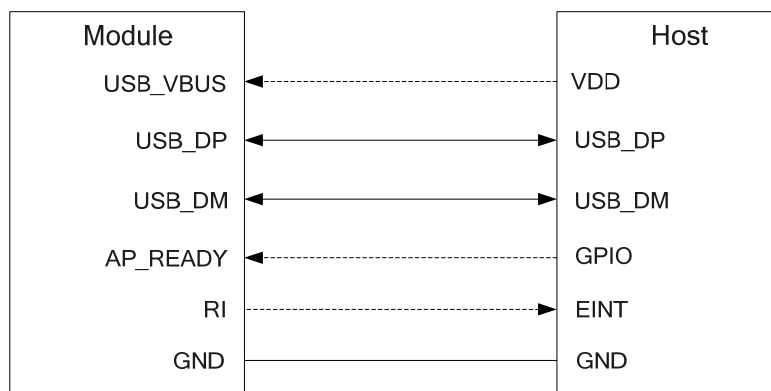 Module Host
USB_VBUS VDD
USB_DP USB_DP
USB_DM USB_DM
AP_READY GPIO
RI EINT
GND GND